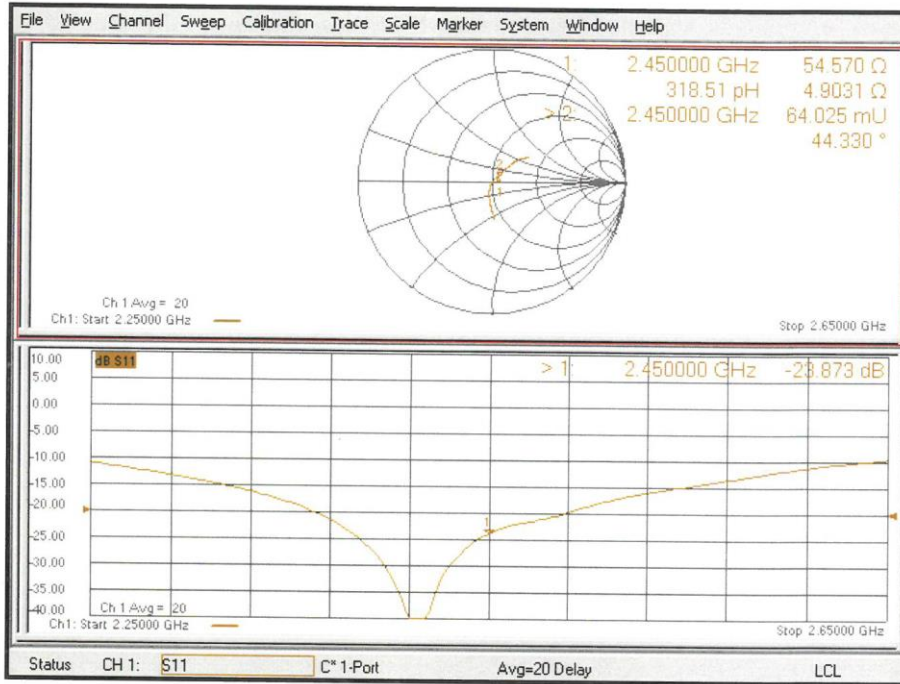 File View Channel Sweep Calibration Trace Scale Marker System Window Help
1: 2.450000 GHz 54.570 Ω
318.51 pH 4.9031 Ω
> 2: 2.450000 GHz 64.025 mU
44.330 °
2
1
Ch 1 Avg = 20
Ch1: Start 2.25000 GHz
Stop 2.65000 GHz
10.00 dB S11 > 1: 2.450000 GHz -23.873 dB
5.00
0.00
-5.00
-10.00
-15.00
-20.00
-25.00 1
-30.00
-35.00
-40.00 Ch 1 Avg = 20
Ch1: Start 2.25000 GHz Stop 2.65000 GHz
Status CH 1: S11 C* 1-Port Avg=20 Delay LCL